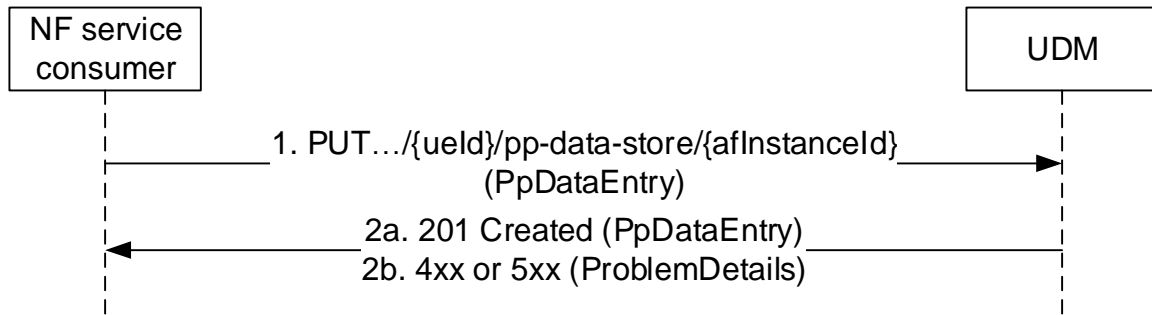 NF service
consumer
UDM
1. PUT…/{ueId}/pp-data-store/{afInstanceId}
(PpDataEntry)
2a. 201 Created (PpDataEntry)
2b. 4xx or 5xx (ProblemDetails)